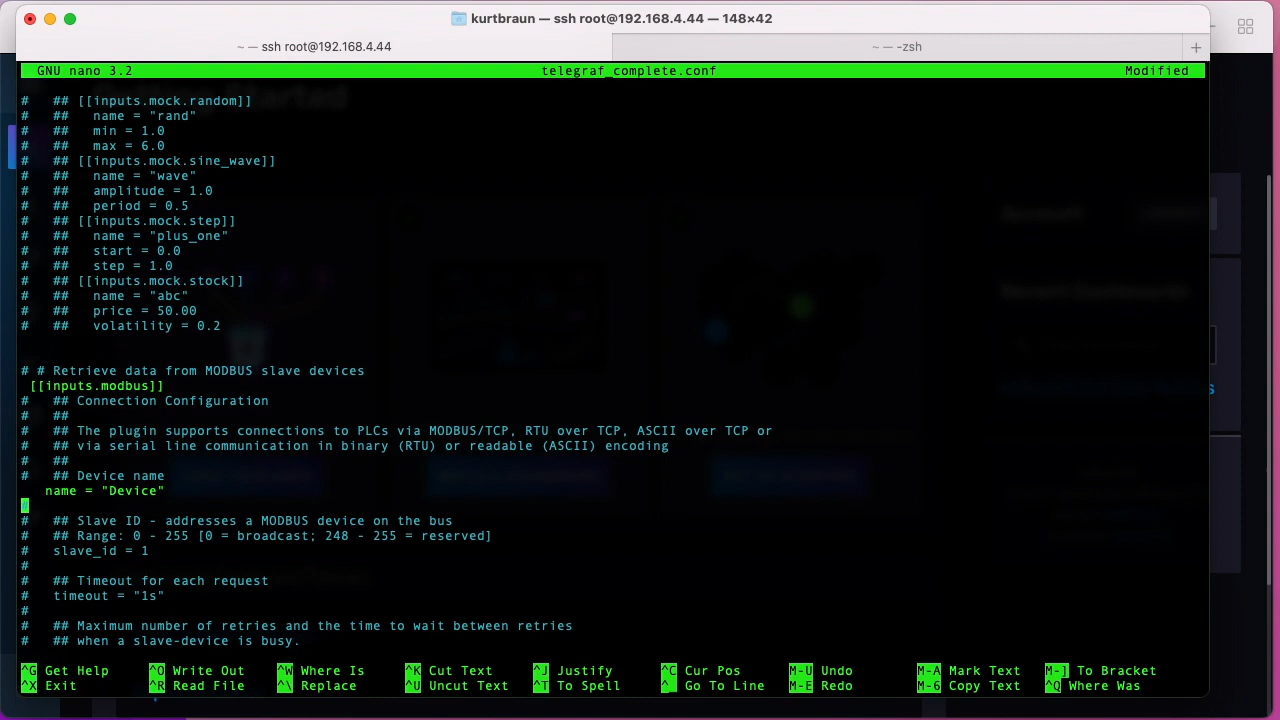 kurtbraun — ssh root@192.168.4.44 — 148×42
~ — ssh root@192.168.4.44
~ — -zsh
+
GNU nano 3.2 telegraf_complete.conf Modified
#   ## [[inputs.mock.random]]
#   ##   name = "rand"
#   ##   min = 1.0
#   ##   max = 6.0
#   ## [[inputs.mock.sine_wave]]
#   ##   name = "wave"
#   ##   amplitude = 1.0
#   ##   period = 0.5
#   ## [[inputs.mock.step]]
#   ##   name = "plus_one"
#   ##   start = 0.0
#   ##   step = 1.0
#   ## [[inputs.mock.stock]]
#   ##   name = "abc"
#   ##   price = 50.00
#   ##   volatility = 0.2
# # Retrieve data from MODBUS slave devices
 [[inputs.modbus]]
#   ## Connection Configuration
#   ##
#   ## The plugin supports connections to PLCs via MODBUS/TCP, RTU over TCP, ASCII over TCP or
#   ## via serial line communication in binary (RTU) or readable (ASCII) encoding
#   ##
#   ## Device name
   name = "Device"
#
#   ## Slave ID - addresses a MODBUS device on the bus
#   ## Range: 0 - 255 [0 = broadcast; 248 - 255 = reserved]
#   slave_id = 1
#
#   ## Timeout for each request
#   timeout = "1s"
#
#   ## Maximum number of retries and the time to wait between retries
#   ## when a slave-device is busy.
^G Get Help ^O Write Out ^W Where Is ^K Cut Text ^J Justify ^C Cur Pos M-U Undo M-A Mark Text M-] To Bracket
^X Exit ^R Read File ^\ Replace ^U Uncut Text ^T To Spell ^_ Go To Line M-E Redo M-6 Copy Text ^Q Where Was